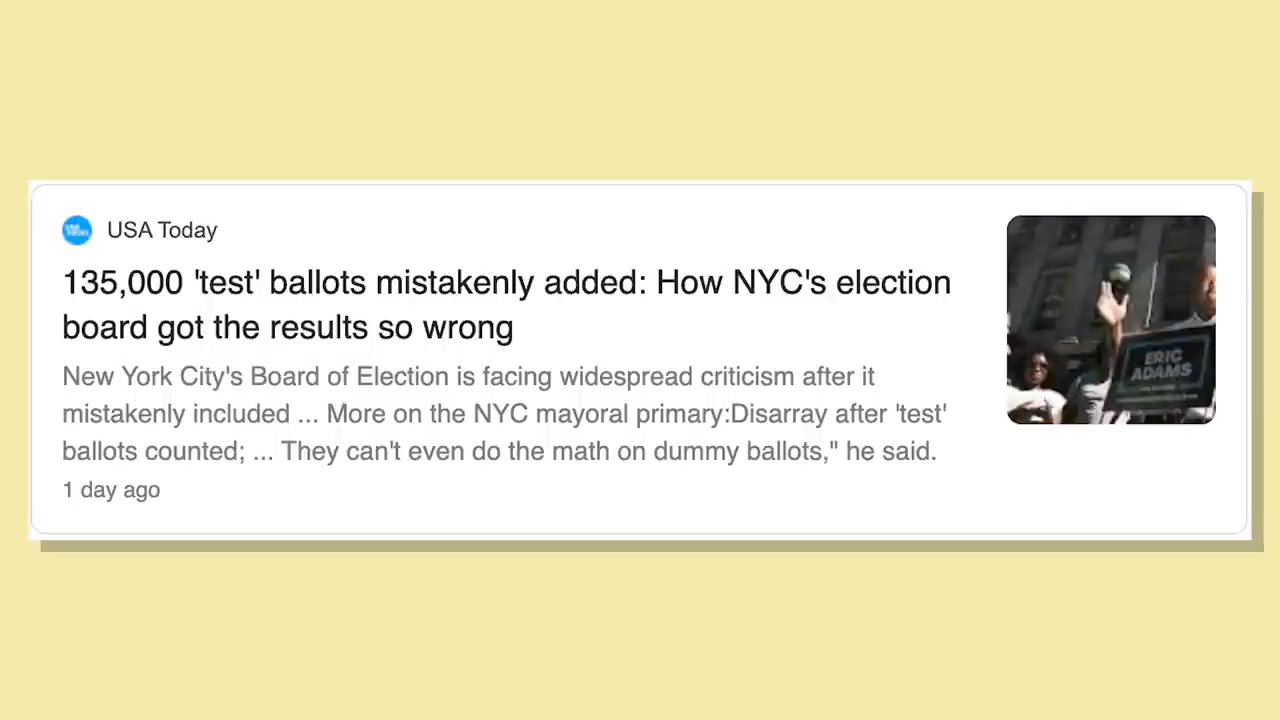 USA Today
135,000 'test' ballots mistakenly added: How NYC's election
board got the results so wrong
New York City's Board of Election is facing widespread criticism after it
mistakenly included ... More on the NYC mayoral primary:Disarray after 'test'
ballots counted; ... They can't even do the math on dummy ballots," he said.
1 day ago
ERIC
ADAMS